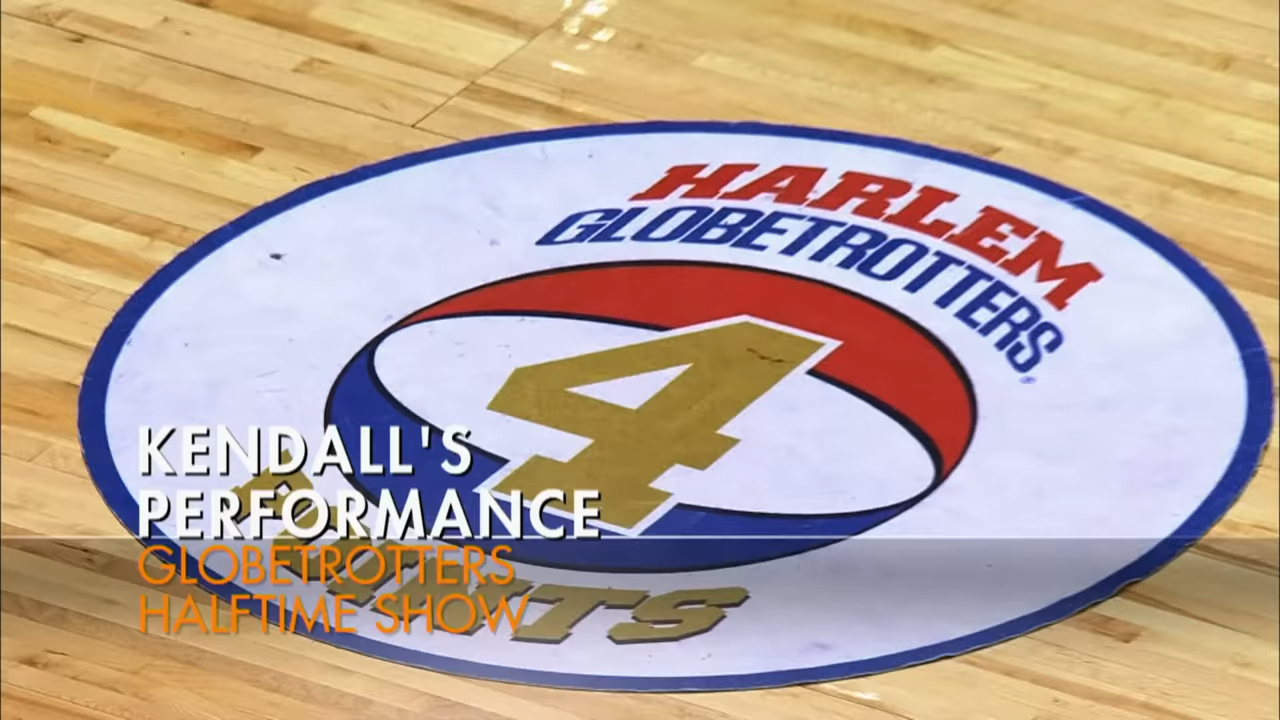 HARLEM
GLOBETROTTERS
4
KENDALL'S
PERFORMANCE
GLOBETROTTERS
HALFTIME SHOW